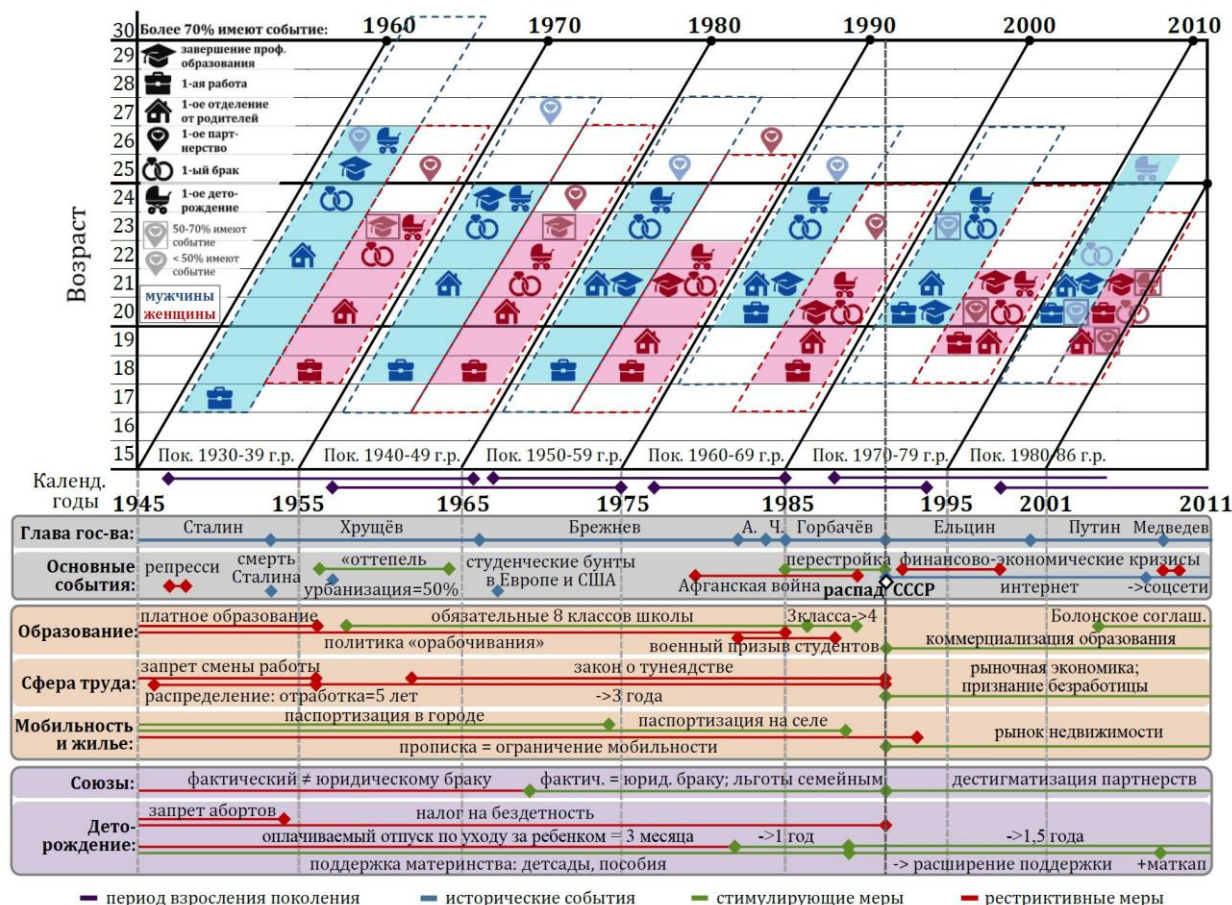 Более 70% имеют событие:
завершение проф. образования
1-ая работа
1-ое отделение от родителей
1-ое парт-
нерство
1-ый брак
1-ое дето-
рождение
50-70% имеют событие
< 50% имеют событие
мужчины
женщины
Возраст
30
29
28
27
26
25
24
23
22
21
20
19
18
17
16
15
1960 1970 1980 1990 2000 2010
Пок. 1930-39 г.р. Пок. 1940-49 г.р. Пок. 1950-59 г.р. Пок. 1960-69 г.р. Пок. 1970-79 г.р. Пок. 1980-86 г.р.
Календ.
годы
1945 1955 1965 1975 1985 1995 2001 2011
Глава гос-ва: Сталин Хрущёв Брежнев А. Ч. Горбачёв Ельцин Путин Медведев
Основные
события:
репресси
смерть
Сталина
«оттепель
урбанизация=50%
студенческие бунты
в Европе и США
Афганская война
перестройка
распад СССР
финансово-экономические кризисы
интернет
->соцсети
Образование:
платное образование
обязательные 8 классов школы
3класса->4
Болонское соглаш.
политика «орабочивания»
военный призыв студентов
коммерциализация образования
Сфера труда:
запрет смены работы
закон о тунеядстве
рыночная экономика;
признание безработицы
распределение: отработка=5 лет
->3 года
Мобильность
и жилье:
паспортизация в городе
паспортизация на селе
рынок недвижимости
прописка = ограничение мобильности
Союзы:
фактический ≠ юридическому браку
фактич. = юрид. браку; льготы семейным
дестигматизация партнерств
Дето-
рождение:
запрет абортов
налог на бездетность
оплачиваемый отпуск по уходу за ребенком = 3 месяца
->1 год
->1,5 года
поддержка материнства: детсады, пособия
-> расширение поддержки
+маткап
период взросления поколения
исторические события
стимулирующие меры
рестриктивные меры